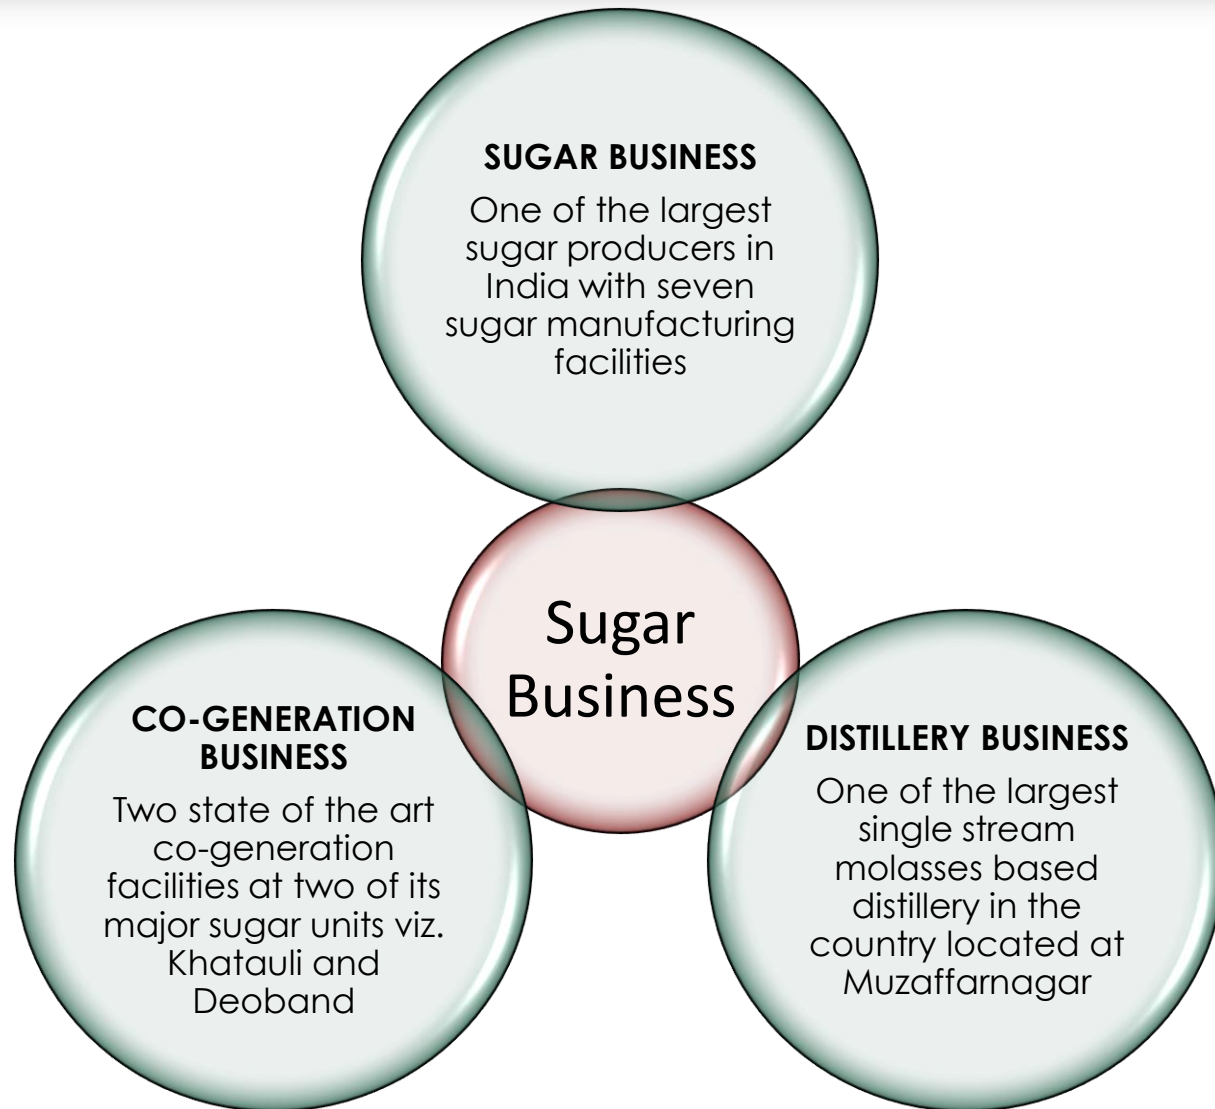 SUGAR BUSINESS
One of the largest
sugar producers in
India with seven
sugar manufacturing
facilities
Sugar
Business
CO-GENERATION
BUSINESS
Two state of the art
co-generation
facilities at two of its
major sugar units viz.
Khatauli and
Deoband
DISTILLERY BUSINESS
One of the largest
single stream
molasses based
distillery in the
country located at
Muzaffarnagar